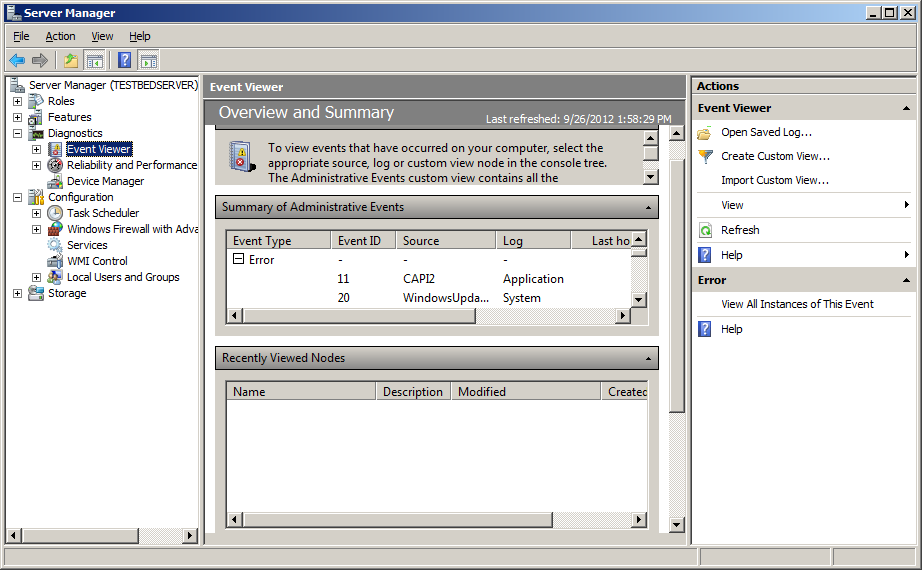 Server Manager
File Action View Help
Server Manager (TESTBEDSERVER)
Roles
Features
Diagnostics
Event Viewer
Reliability and Performance
Device Manager
Configuration
Task Scheduler
Windows Firewall with Adva
Services
WMI Control
Local Users and Groups
Storage
Event Viewer
Overview and Summary
Last refreshed: 9/26/2012 1:58:29 PM
To view events that have occurred on your computer, select the
appropriate source, log or custom view node in the console tree.
The Administrative Events custom view contains all the
Summary of Administrative Events
Event Type Event ID Source Log Last ho
Error - - -
11 CAPI2 Application
20 WindowsUpda... System
Recently Viewed Nodes
Name Description Modified Created
Actions
Event Viewer
Open Saved Log...
Create Custom View...
Import Custom View...
View
Refresh
Help
Error
View All Instances of This Event
Help